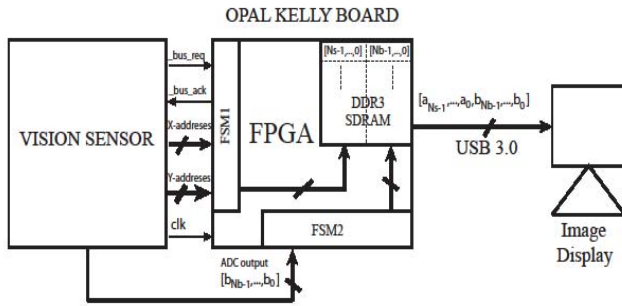 OPAL KELLY BOARD
_bus_req
_bus_ack
X-addreses
Y-addreses
clk
VISION SENSOR
FSM1
FPGA
[Ns-1,..,0]
[Nb-1,..,0]
DDR3
SDRAM
FSM2
ADC output
[bNb-1,...,b0]
[aNs-1,...,a0,bNb-1,...,b0]
USB 3.0
Image
Display